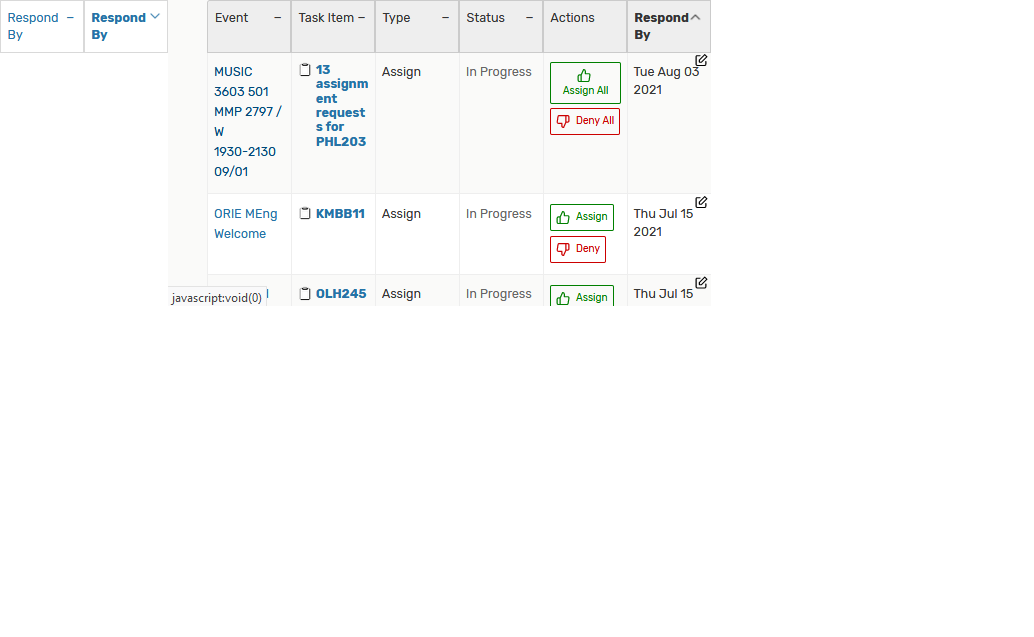 Respond – Respond
By By
Event – Task Item – Type – Status – Actions Respond
By
MUSIC
3603 501
MMP 2797 /
W
1930-2130
09/01
13
assignm
ent
request
s for
PHL203
Assign
In Progress
Assign All
Deny All
Tue Aug 03
2021
ORIE MEng
Welcome
KMBB11
Assign
In Progress
Assign
Deny
Thu Jul 15
2021
OLH245
Assign
In Progress
Assign
Thu Jul 15
javascript:void(0)